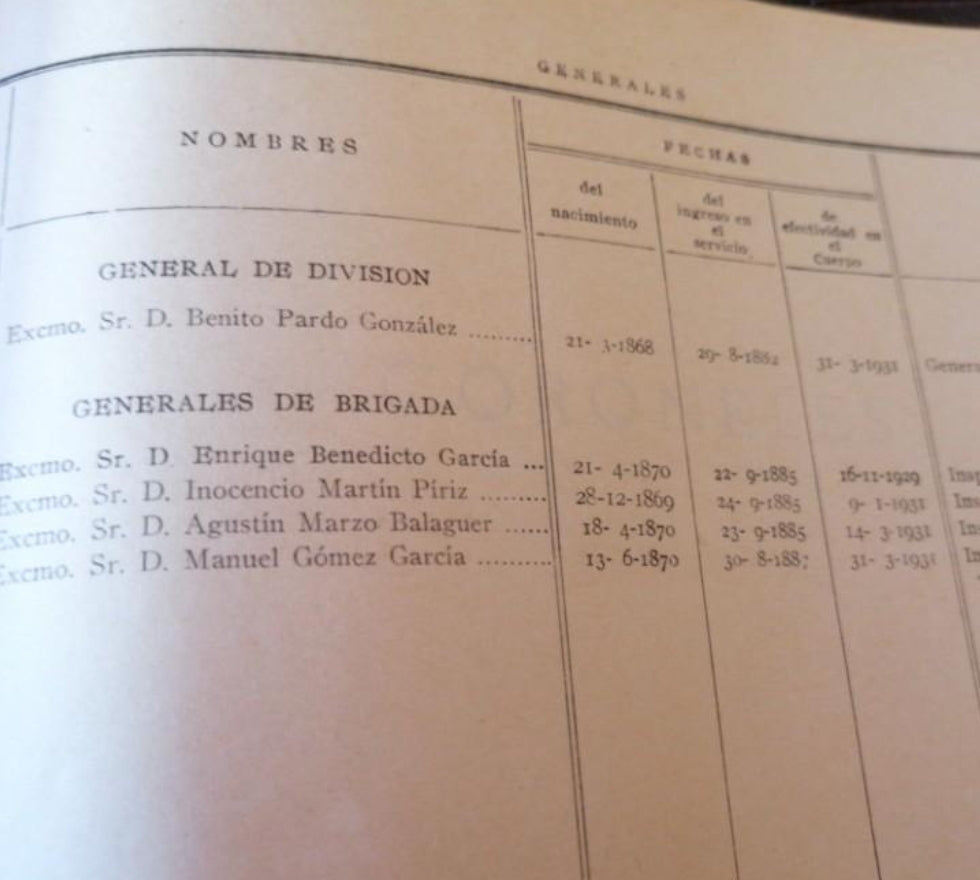 GENERALES
NOMBRES
FECHAS
del
nacimiento
del
ingreso en
el
servicio
de
efectividad en
el
Cuerpo
GENERAL DE DIVISION
Excmo. Sr. D. Benito Pardo González ......... 21- 3-1868 29- 8-1882 31- 3-1931
GENERALES DE BRIGADA
Excmo. Sr. D. Enrique Benedicto García ... 21- 4-1870 22- 9-1885 16-11-1929
Excmo. Sr. D. Inocencio Martín Píriz ......... 28-12-1869 24- 9-1885 9- 1-1931
Excmo. Sr. D. Agustín Marzo Balaguer ...... 18- 4-1870 23- 9-1885 14- 3-1931
Excmo. Sr. D. Manuel Gómez García .......... 13- 6-1870 30- 8-1887 31- 3-1931